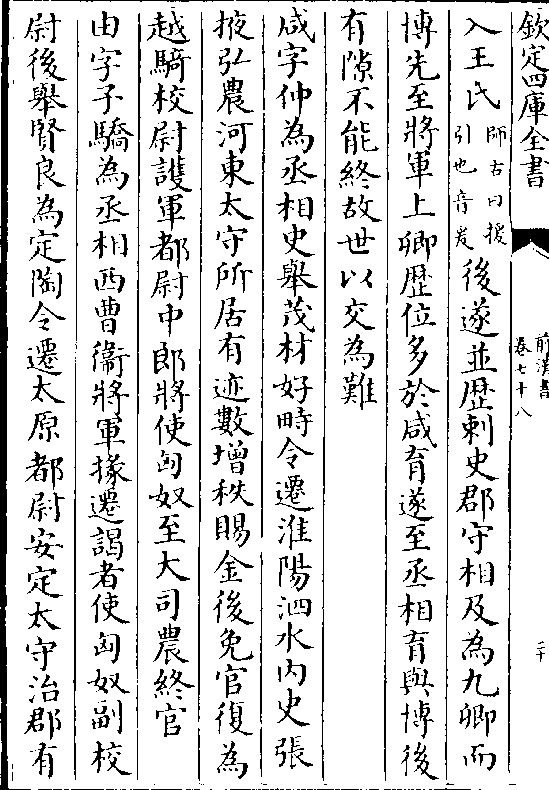 欽定四庫全書
前漢書
卷七十八
二十
入王氏師古曰援引也音爰後遂並歴刺史郡守相及為九卿而
博先至將軍上卿歴位多於咸育遂至丞相育與博後
有隙不能終故世以交為難
咸字仲為丞相史舉茂材好畤令遷淮陽泗水内史張
掖弘農河東太守所居有迹數增秩賜金後免官復為
越騎校尉護軍都尉中郎將使匈奴至大司農終官
由字子驕為丞相西曹衞將軍掾遷謁者使匈奴副校
尉後舉賢良為定陶令遷太原都尉安定太守治郡有